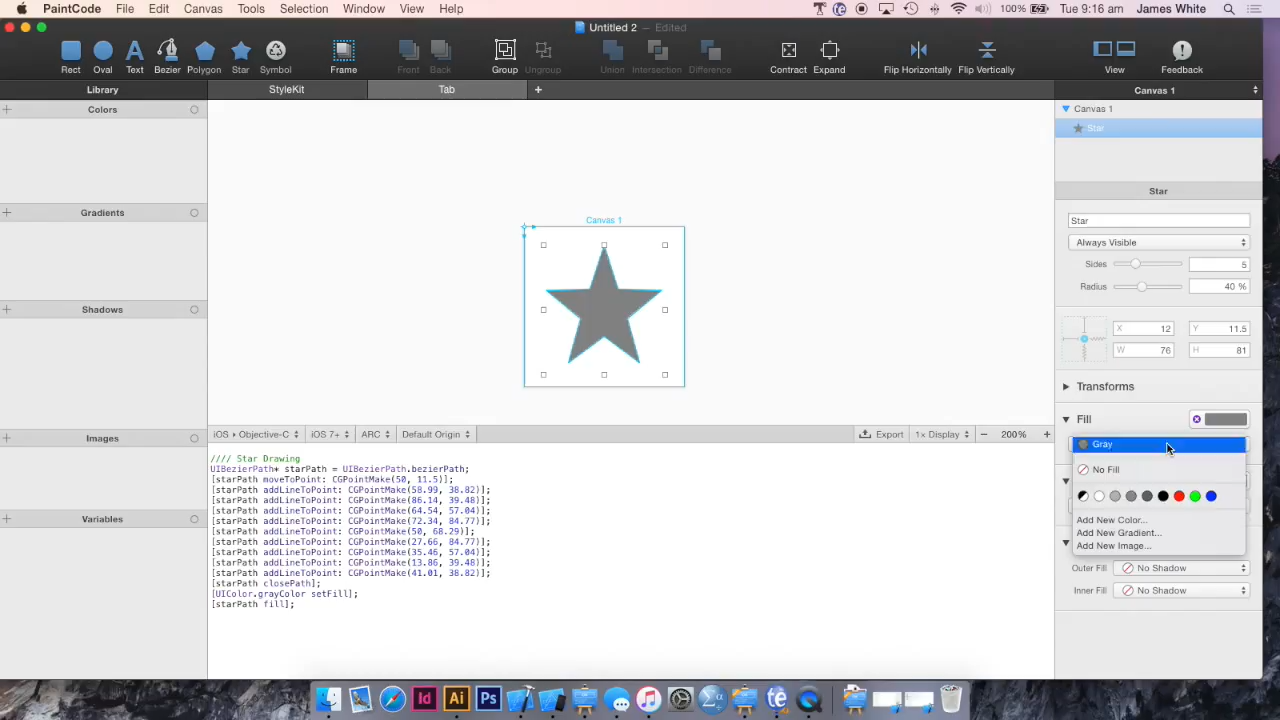 PaintCode File Edit Canvas Tools Selection Window View Help 100% Tue 9:16 am James White
Untitled 2 — Edited
Rect Oval Text Bezier Polygon Star Symbol Frame Front Back Group Ungroup Union Intersection Difference Contract Expand Flip Horizontally Flip Vertically View Feedback
Library StyleKit Tab + Canvas 1
Colors
Gradients
Shadows
Images
Variables
Canvas 1
iOS ▸ Objective-C iOS 7+ ARC Default Origin Export 1x Display 200%
//// Star Drawing
UIBezierPath* starPath = UIBezierPath.bezierPath;
[starPath moveToPoint: CGPointMake(50, 11.5)];
[starPath addLineToPoint: CGPointMake(58.99, 38.82)];
[starPath addLineToPoint: CGPointMake(86.14, 39.48)];
[starPath addLineToPoint: CGPointMake(64.54, 57.04)];
[starPath addLineToPoint: CGPointMake(72.34, 84.77)];
[starPath addLineToPoint: CGPointMake(50, 68.29)];
[starPath addLineToPoint: CGPointMake(27.66, 84.77)];
[starPath addLineToPoint: CGPointMake(35.46, 57.04)];
[starPath addLineToPoint: CGPointMake(13.86, 39.48)];
[starPath addLineToPoint: CGPointMake(41.01, 38.82)];
[starPath closePath];
[UIColor.grayColor setFill];
[starPath fill];
Canvas 1
Star
Star
Star
Always Visible
Sides 5
Radius 40 %
X 12 Y 11.5
W 76 H 81
Transforms
Fill
Gray
No Fill
Add New Color...
Add New Gradient...
Add New Image...
Outer Fill No Shadow
Inner Fill No Shadow
Id Ai Ps